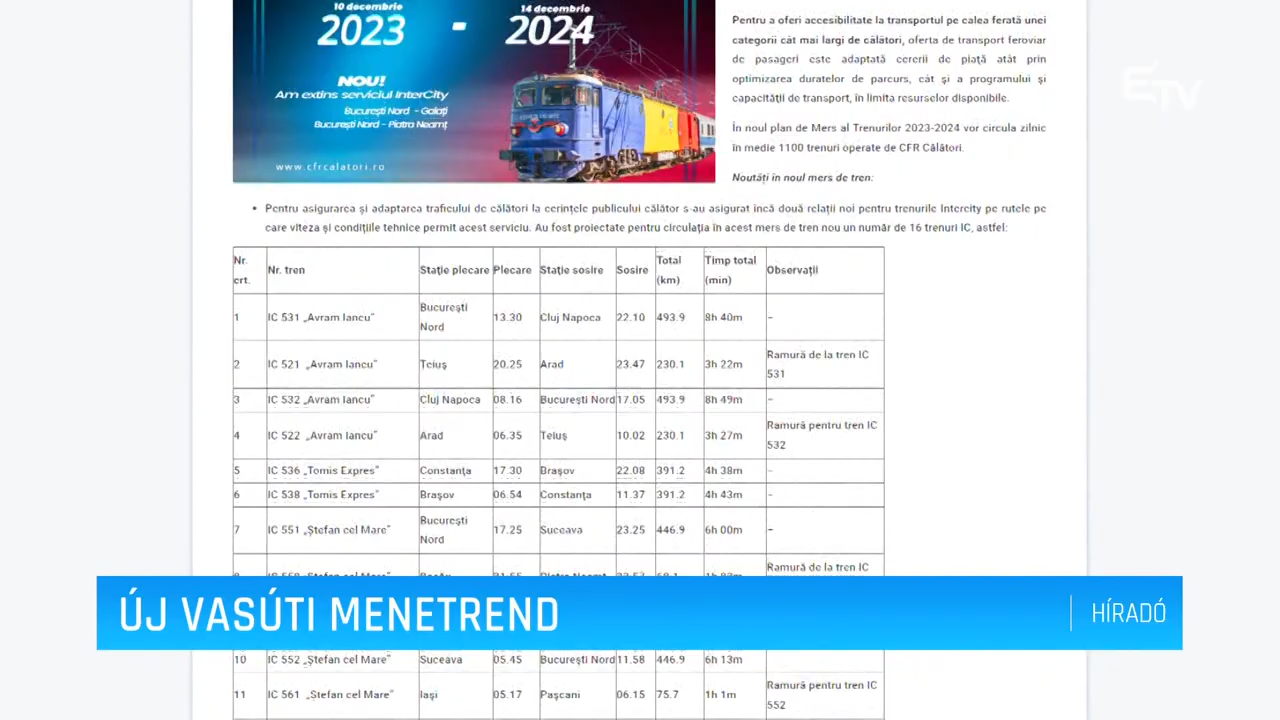 10 decembrie
14 decembrie
2023 - 2024
NOU!
Am extins serviciul InterCity
București Nord - Galați
București Nord - Piatra Neamț
www.cfrcalatori.ro
Pentru a oferi accesibilitate la transportul pe calea ferată unei
categorii cât mai largi de călători, oferta de transport feroviar
de pasageri este adaptată cererii de piață atât prin
optimizarea duratelor de parcurs, cât și a programului și
capacității de transport, în limita resurselor disponibile.
În noul plan de Mers al Trenurilor 2023-2024 vor circula zilnic
în medie 1100 trenuri operate de CFR Călători.
Noutăți în noul mers de tren:
ETV
• Pentru asigurarea și adaptarea traficului de călători la cerințele publicului călător s-au asigurat încă două relații noi pentru trenurile Intercity pe rutele pe
care viteza și condițiile tehnice permit acest serviciu. Au fost proiectate pentru circulația în acest mers de tren nou un număr de 16 trenuri IC, astfel:
Nr. crt. Nr. tren Stație plecare Plecare Stație sosire Sosire Total (km) Timp total (min) Observații
1 IC 531 „Avram Iancu” București Nord 13.30 Cluj Napoca 22.10 493.9 8h 40m –
2 IC 521 „Avram Iancu” Teiuș 20.25 Arad 23.47 230.1 3h 22m Ramură de la tren IC 531
3 IC 532 „Avram Iancu” Cluj Napoca 08.16 București Nord 17.05 493.9 8h 49m –
4 IC 522 „Avram Iancu” Arad 06.35 Teiuș 10.02 230.1 3h 27m Ramură pentru tren IC 532
5 IC 536 „Tomis Expres” Constanța 17.30 Brașov 22.08 391.2 4h 38m –
6 IC 538 „Tomis Expres” Brașov 06.54 Constanța 11.37 391.2 4h 43m –
7 IC 551 „Ștefan cel Mare” București Nord 17.25 Suceava 23.25 446.9 6h 00m –
Ramură de la tren IC
ÚJ VASÚTI MENETREND
HÍRADÓ
10 IC 552 „Ștefan cel Mare” Suceava 05.45 București Nord 11.58 446.9 6h 13m
11 IC 561 „Ștefan cel Mare” Iași 05.17 Pașcani 06.15 75.7 1h 1m Ramură pentru tren IC 552